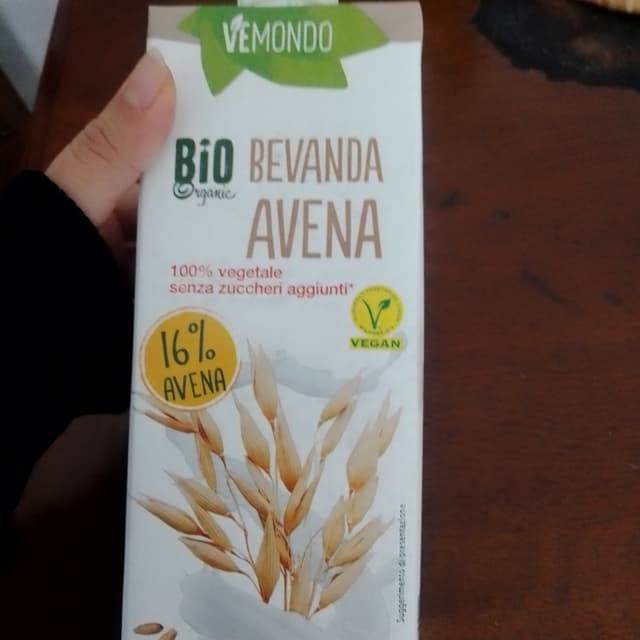 VEMONDO
BiO
Organic
BEVANDA
AVENA
100% vegetale
senza zuccheri aggiunti*
VEGAN
16%
AVENA
Suggerimento di presentazione